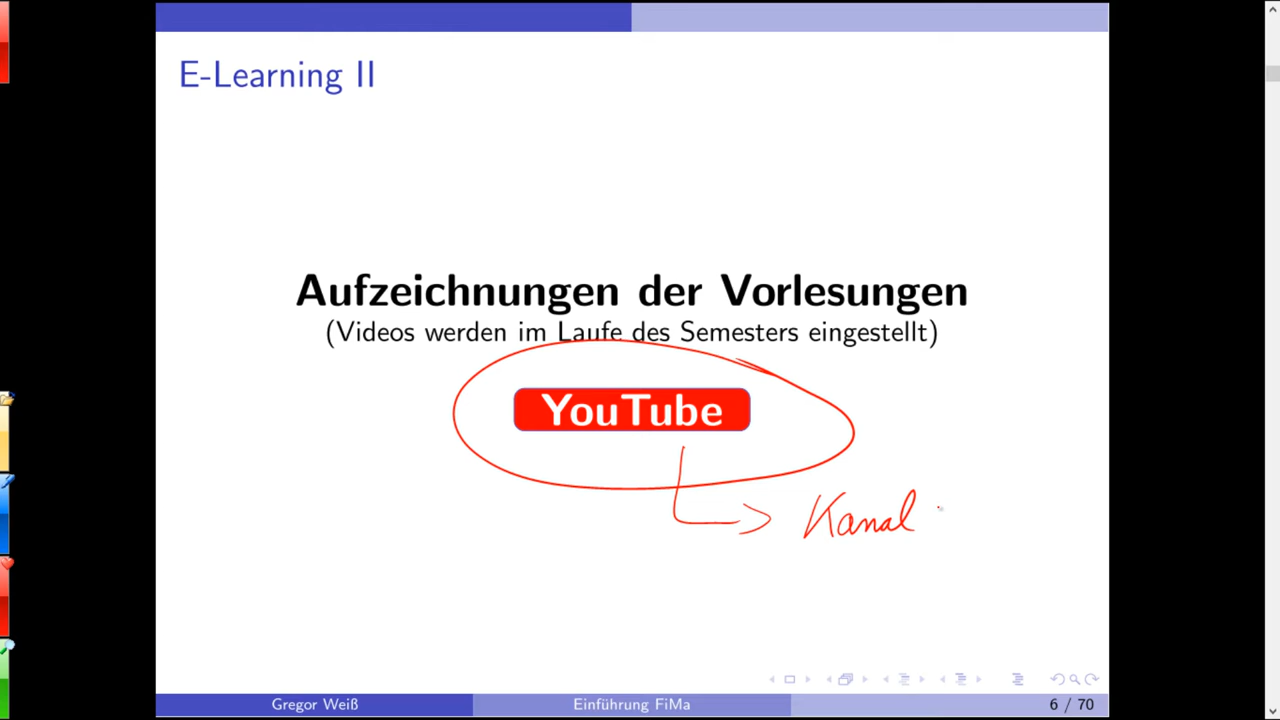 E-Learning II
Aufzeichnungen der Vorlesungen
(Videos werden im Laufe des Semesters eingestellt)
YouTube
Kanal
Gregor Weiß
Einführung FiMa
6 / 70